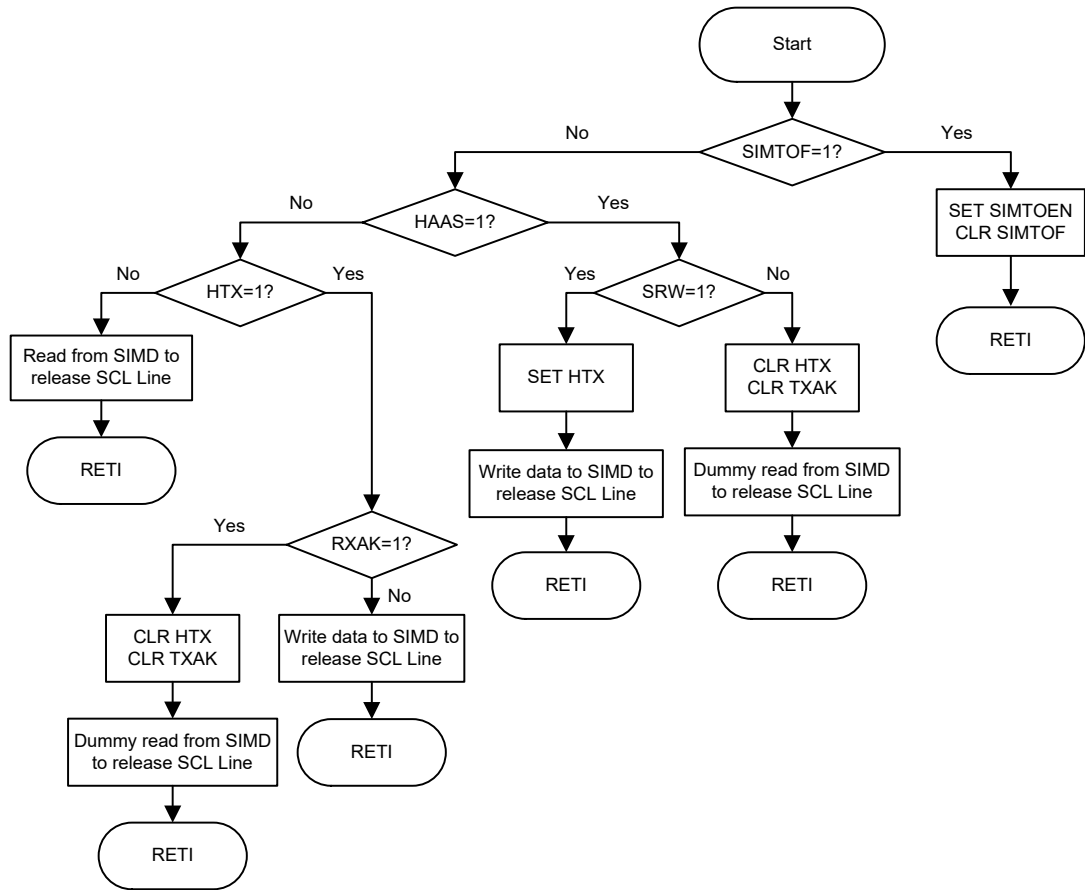 Start
No
Yes
SIMTOF=1?
No
Yes
HAAS=1?
SET SIMTOEN
CLR SIMTOF
No
Yes
HTX=1?
Yes
No
SRW=1?
RETI
Read from SIMD to
release SCL Line
SET HTX
CLR HTX
CLR TXAK
RETI
Write data to SIMD to
release SCL Line
Dummy read from SIMD
to release SCL Line
Yes
RXAK=1?
No
RETI
RETI
CLR HTX
CLR TXAK
Write data to SIMD to
release SCL Line
Dummy read from SIMD
to release SCL Line
RETI
RETI